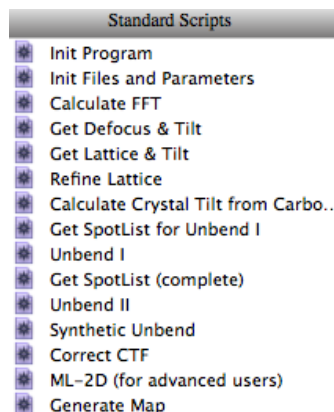 Standard Scripts
Init Program
Init Files and Parameters
Calculate FFT
Get Defocus & Tilt
Get Lattice & Tilt
Refine Lattice
Calculate Crystal Tilt from Carbo..
Get SpotList for Unbend I
Unbend I
Get SpotList (complete)
Unbend II
Synthetic Unbend
Correct CTF
ML-2D (for advanced users)
Generate Map